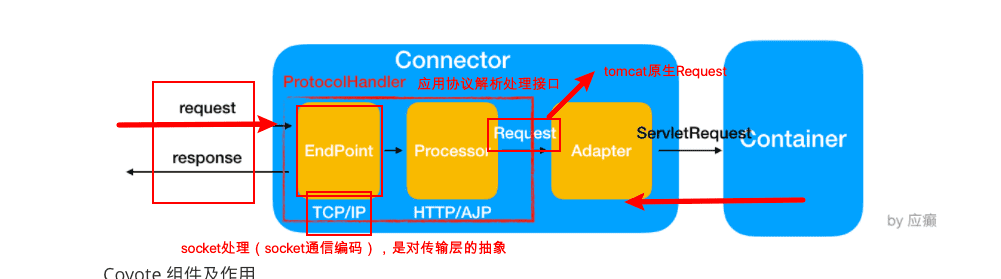 Connector
ProtocolHandler 应用协议解析处理接口
tomcat原生Request
request
Request
ServletRequest
Container
EndPoint
Processor
Adapter
response
TCP/IP
HTTP/AJP
by 应癫
socket处理（socket通信编码），是对传输层的抽象
Coyote 组件及作用